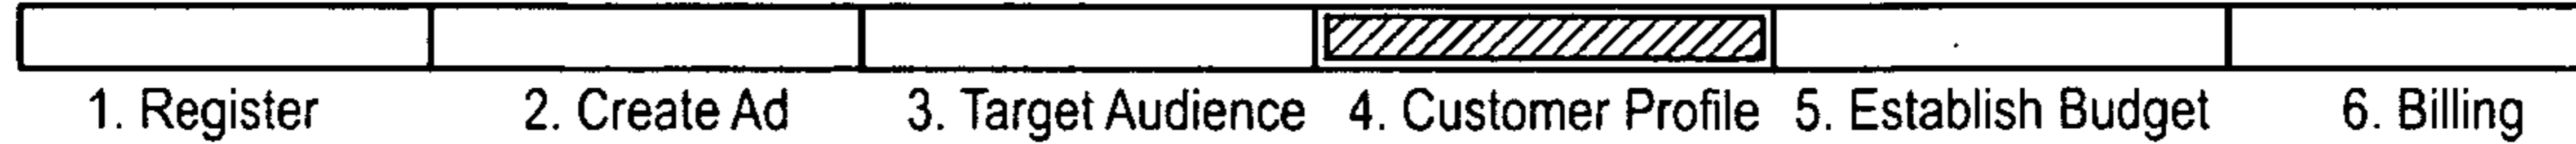 1. Register 2. Create Ad 3. Target Audience 4. Customer Profile 5. Establish Budget 6. Billing